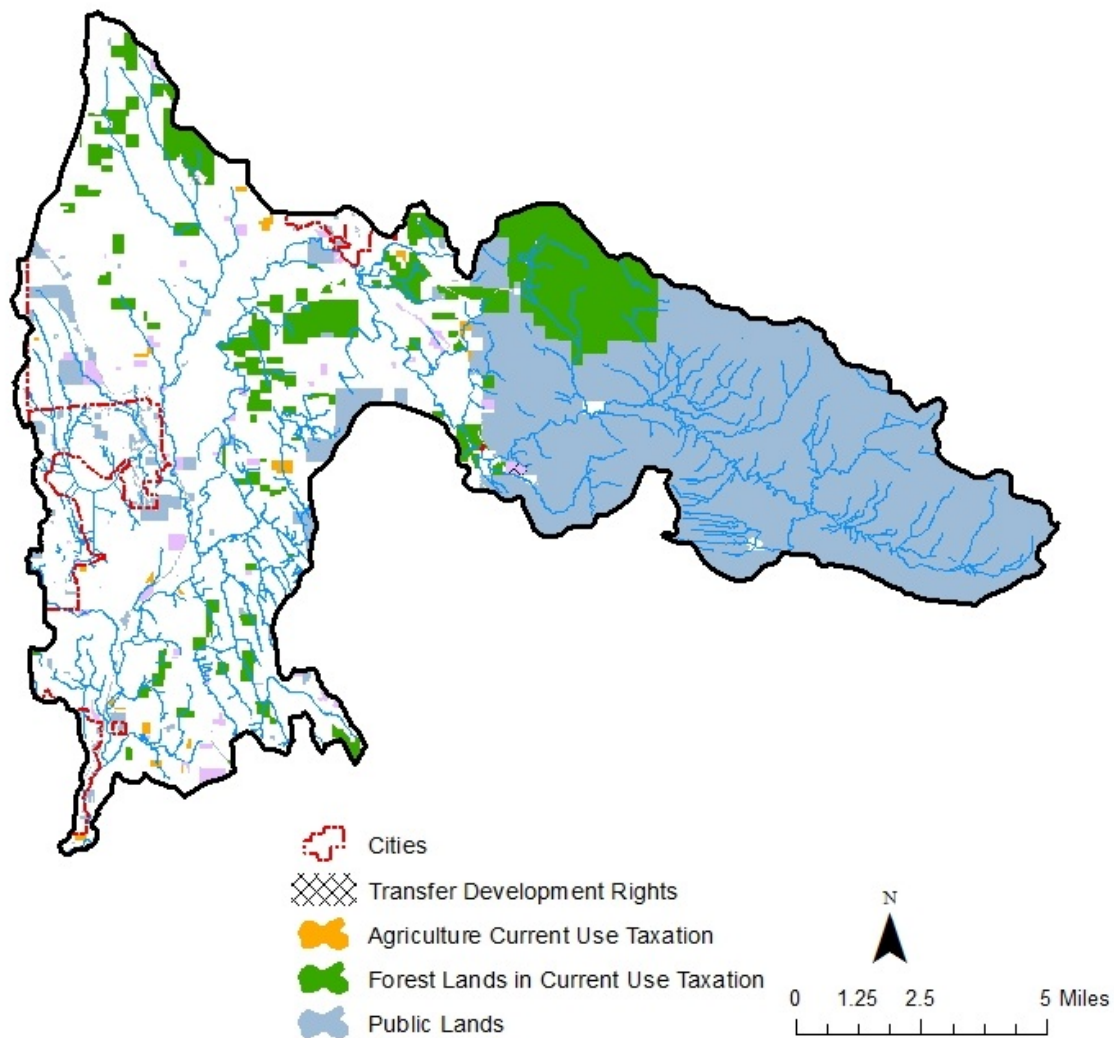 Cities
Transfer Development Rights
Agriculture Current Use Taxation
Forest Lands in Current Use Taxation
Public Lands
N
0 1.25 2.5 5 Miles